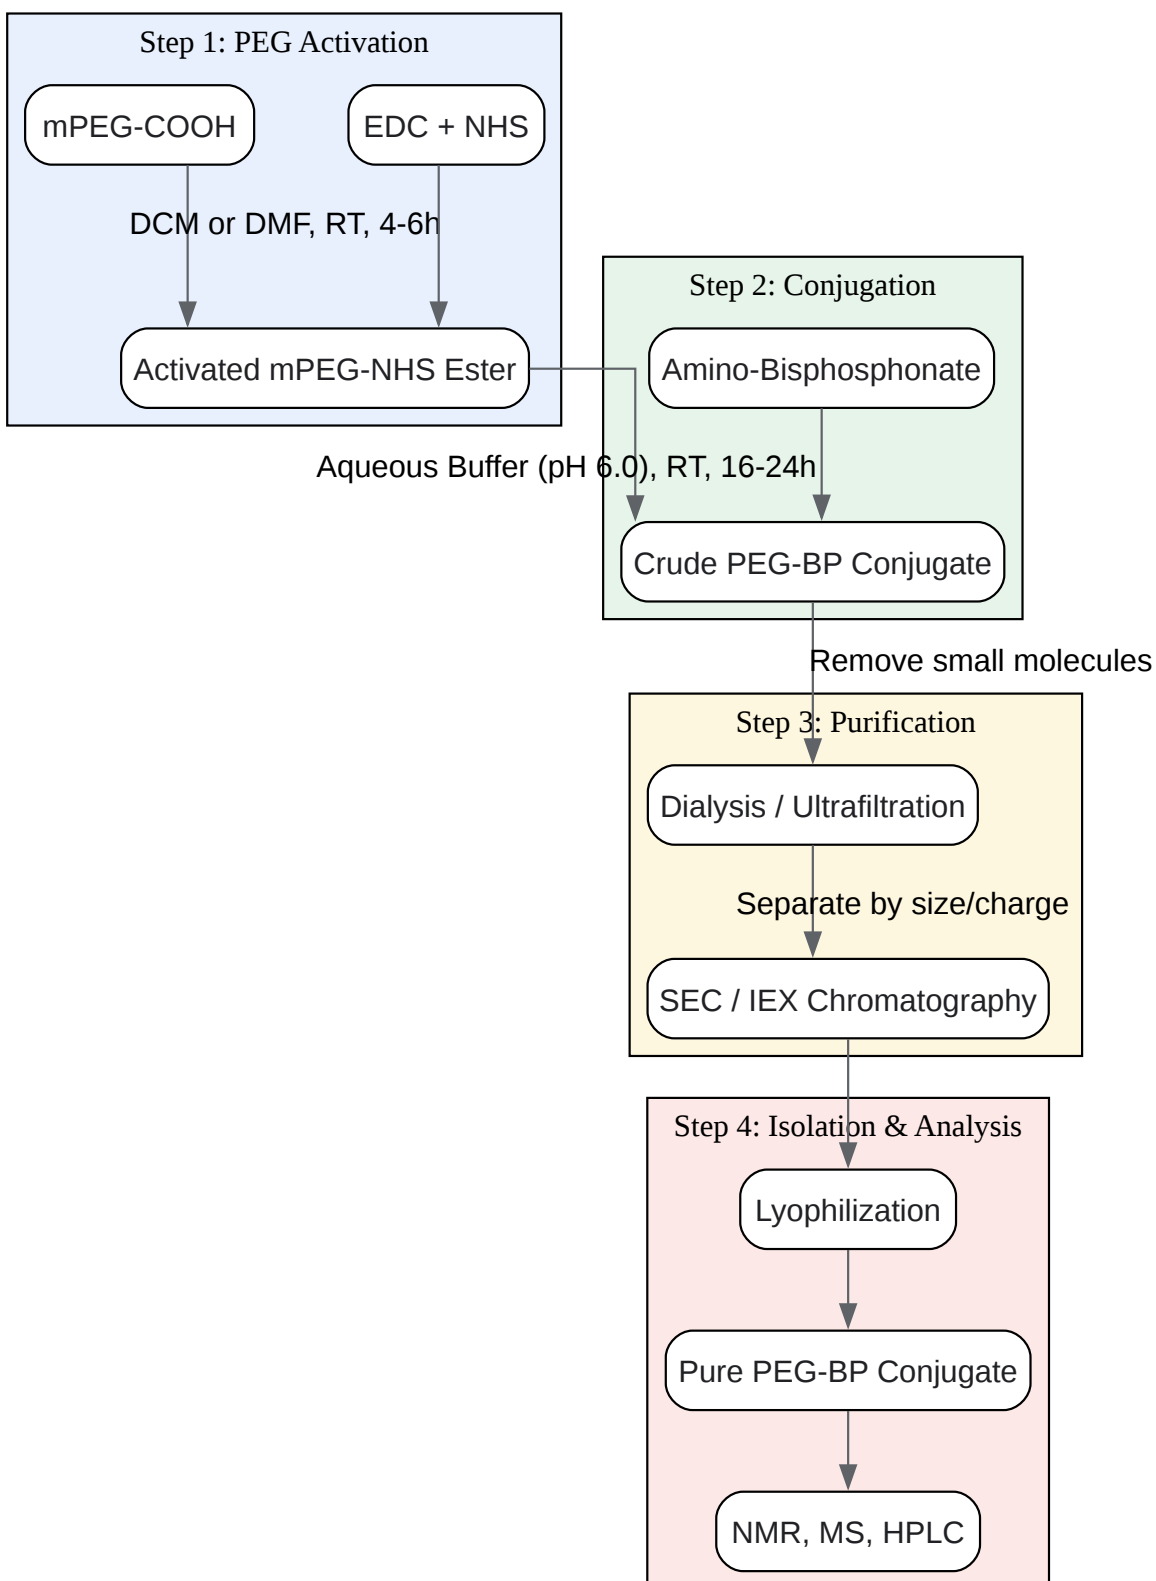 Step 1: PEG Activation
mPEG-COOH
EDC + NHS
DCM or DMF, RT, 4-6h
Activated mPEG-NHS Ester
Step 2: Conjugation
Amino-Bisphosphonate
Aqueous Buffer (pH 6.0), RT, 16-24h
Crude PEG-BP Conjugate
Remove small molecules
Step 3: Purification
Dialysis / Ultrafiltration
Separate by size/charge
SEC / IEX Chromatography
Step 4: Isolation & Analysis
Lyophilization
Pure PEG-BP Conjugate
NMR, MS, HPLC